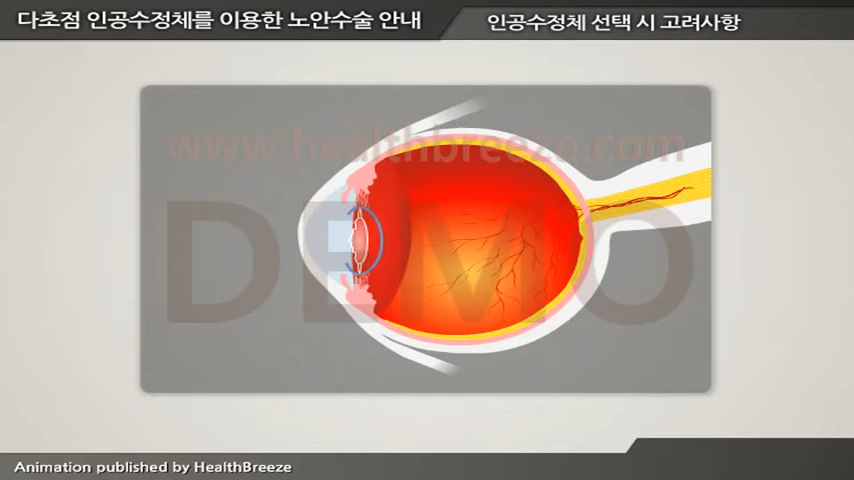 다초점 인공수정체를 이용한 노안수술 안내
인공수정체 선택 시 고려사항
www.healthbreeze.com
DEMO
Animation published by HealthBreeze